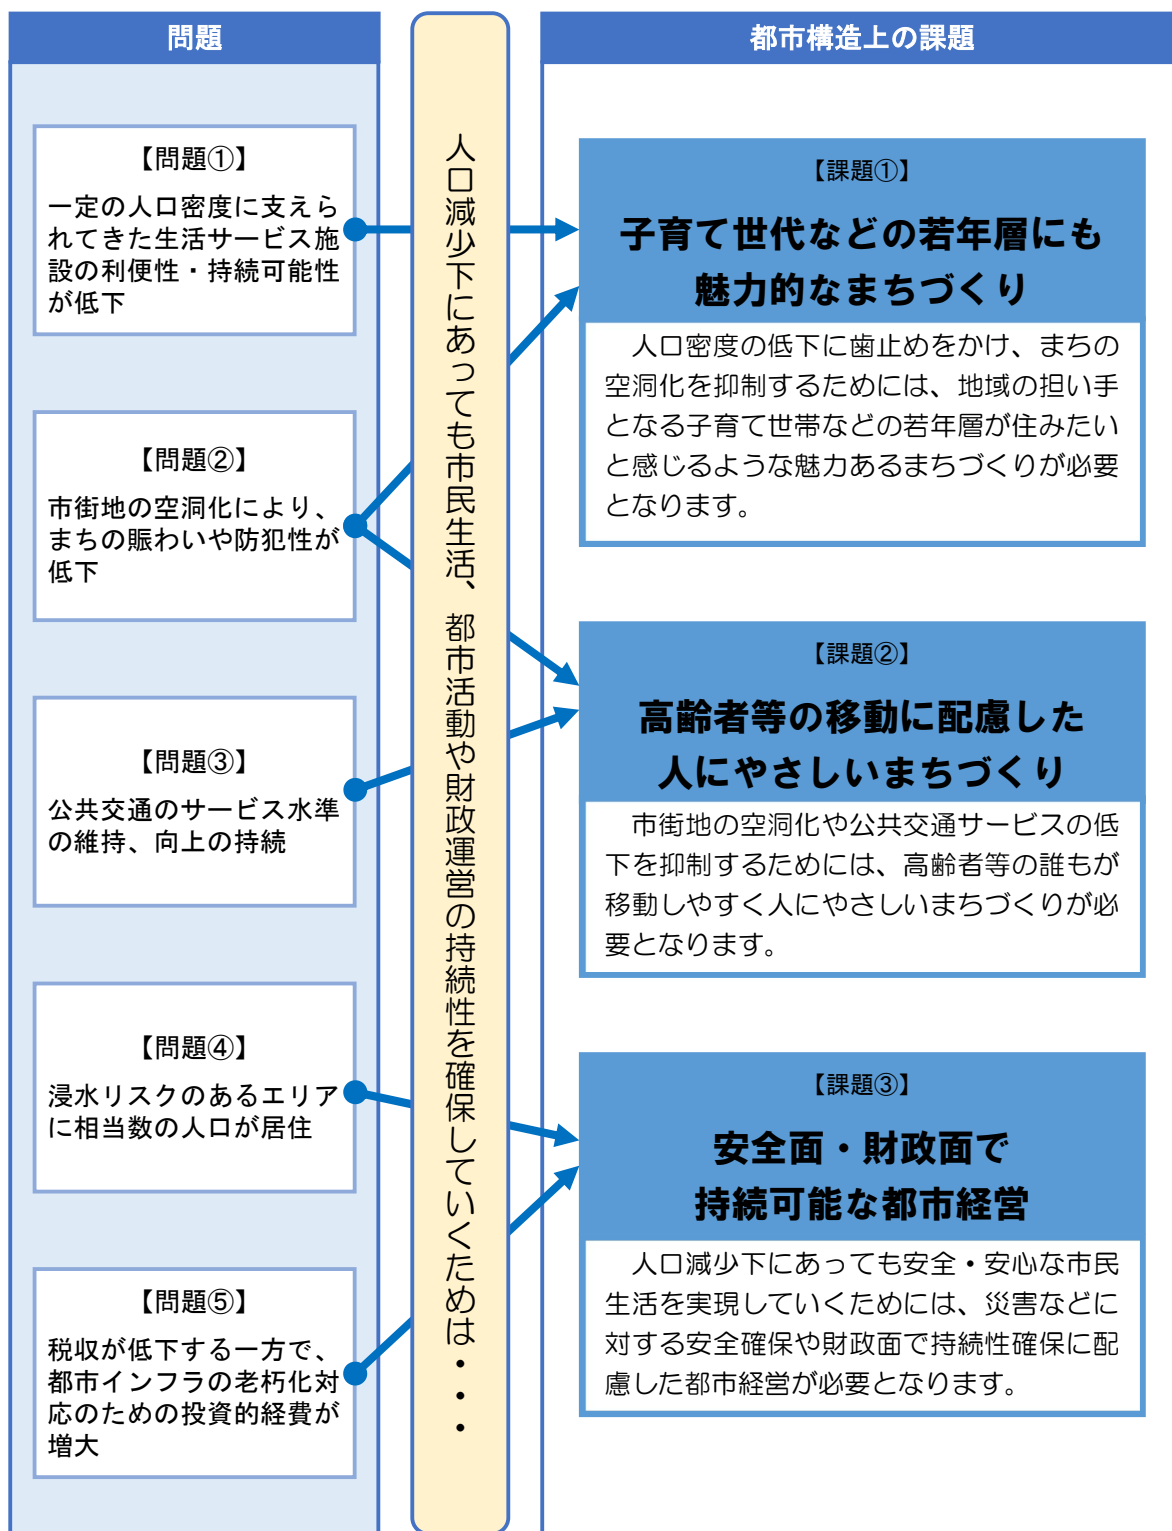 問題
【問題①】
一定の人口密度に支えら
れてきた生活サービス施
設の利便性・持続可能性
が低下
【問題②】
市街地の空洞化により、
まちの賑わいや防犯性が
低下
【問題③】
公共交通のサービス水準
の維持、向上の持続
【問題④】
浸水リスクのあるエリア
に相当数の人口が居住
【問題⑤】
税収が低下する一方で、
都市インフラの老朽化対
応のための投資的経費が
増大
人口減少下にあっても市民生活、都市活動や財政運営の持続性を確保していくためは・・・
都市構造上の課題
【課題①】
子育て世代などの若年層にも
魅力的なまちづくり
人口密度の低下に歯止めをかけ、まちの
空洞化を抑制するためには、地域の担い手
となる子育て世帯などの若年層が住みたい
と感じるような魅力あるまちづくりが必要
となります。
【課題②】
高齢者等の移動に配慮した
人にやさしいまちづくり
市街地の空洞化や公共交通サービスの低
下を抑制するためには、高齢者等の誰もが
移動しやすく人にやさしいまちづくりが必
要となります。
【課題③】
安全面・財政面で
持続可能な都市経営
人口減少下にあっても安全・安心な市民
生活を実現していくためには、災害などに
対する安全確保や財政面で持続性確保に配
慮した都市経営が必要となります。